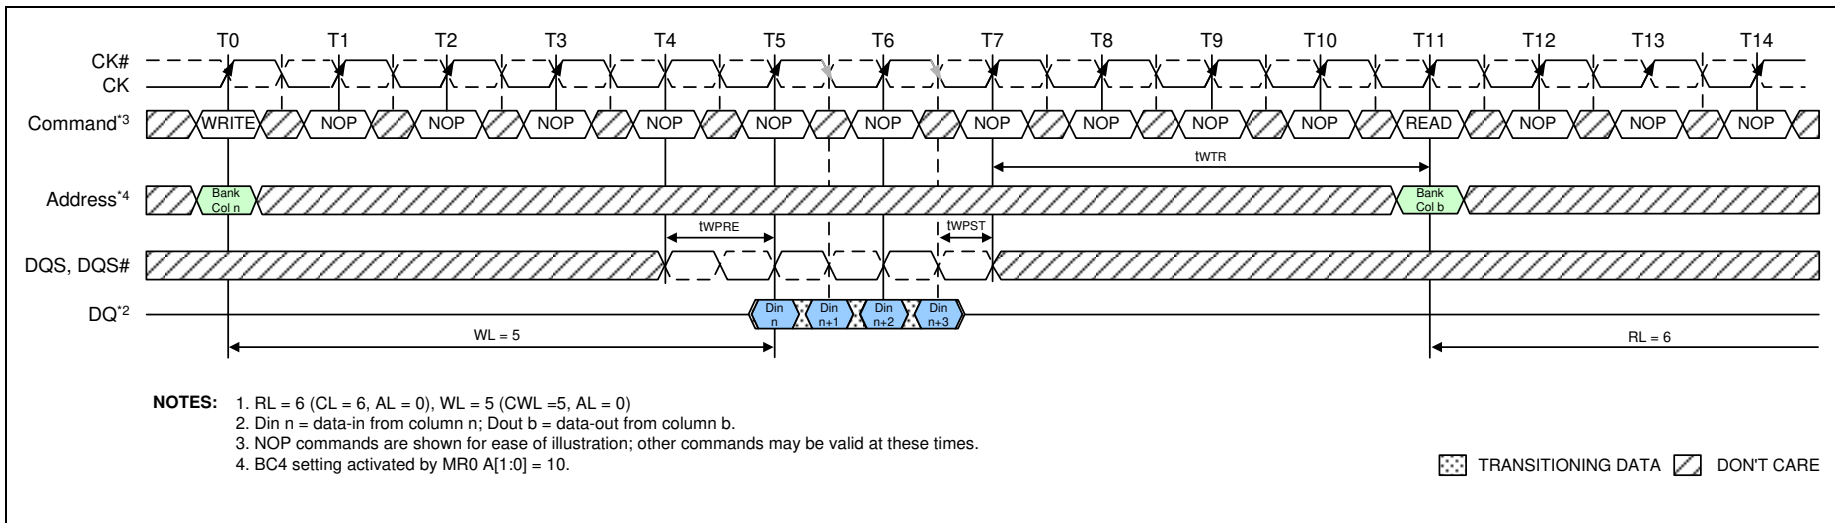 T0 T1 T2 T3 T4 T5 T6 T7 T8 T9 T10 T11 T12 T13 T14
CK#
CK
Command*3 WRITE NOP NOP NOP NOP NOP NOP NOP NOP NOP NOP READ NOP NOP NOP
tWTR
Address*4 Bank Col n Bank Col b
tWPRE tWPST
DQS, DQS#
DQ*2 Din n Din n+1 Din n+2 Din n+3
WL = 5 RL = 6
NOTES: 1. RL = 6 (CL = 6, AL = 0), WL = 5 (CWL =5, AL = 0)
2. Din n = data-in from column n; Dout b = data-out from column b.
3. NOP commands are shown for ease of illustration; other commands may be valid at these times.
4. BC4 setting activated by MR0 A[1:0] = 10.
TRANSITIONING DATA DON'T CARE